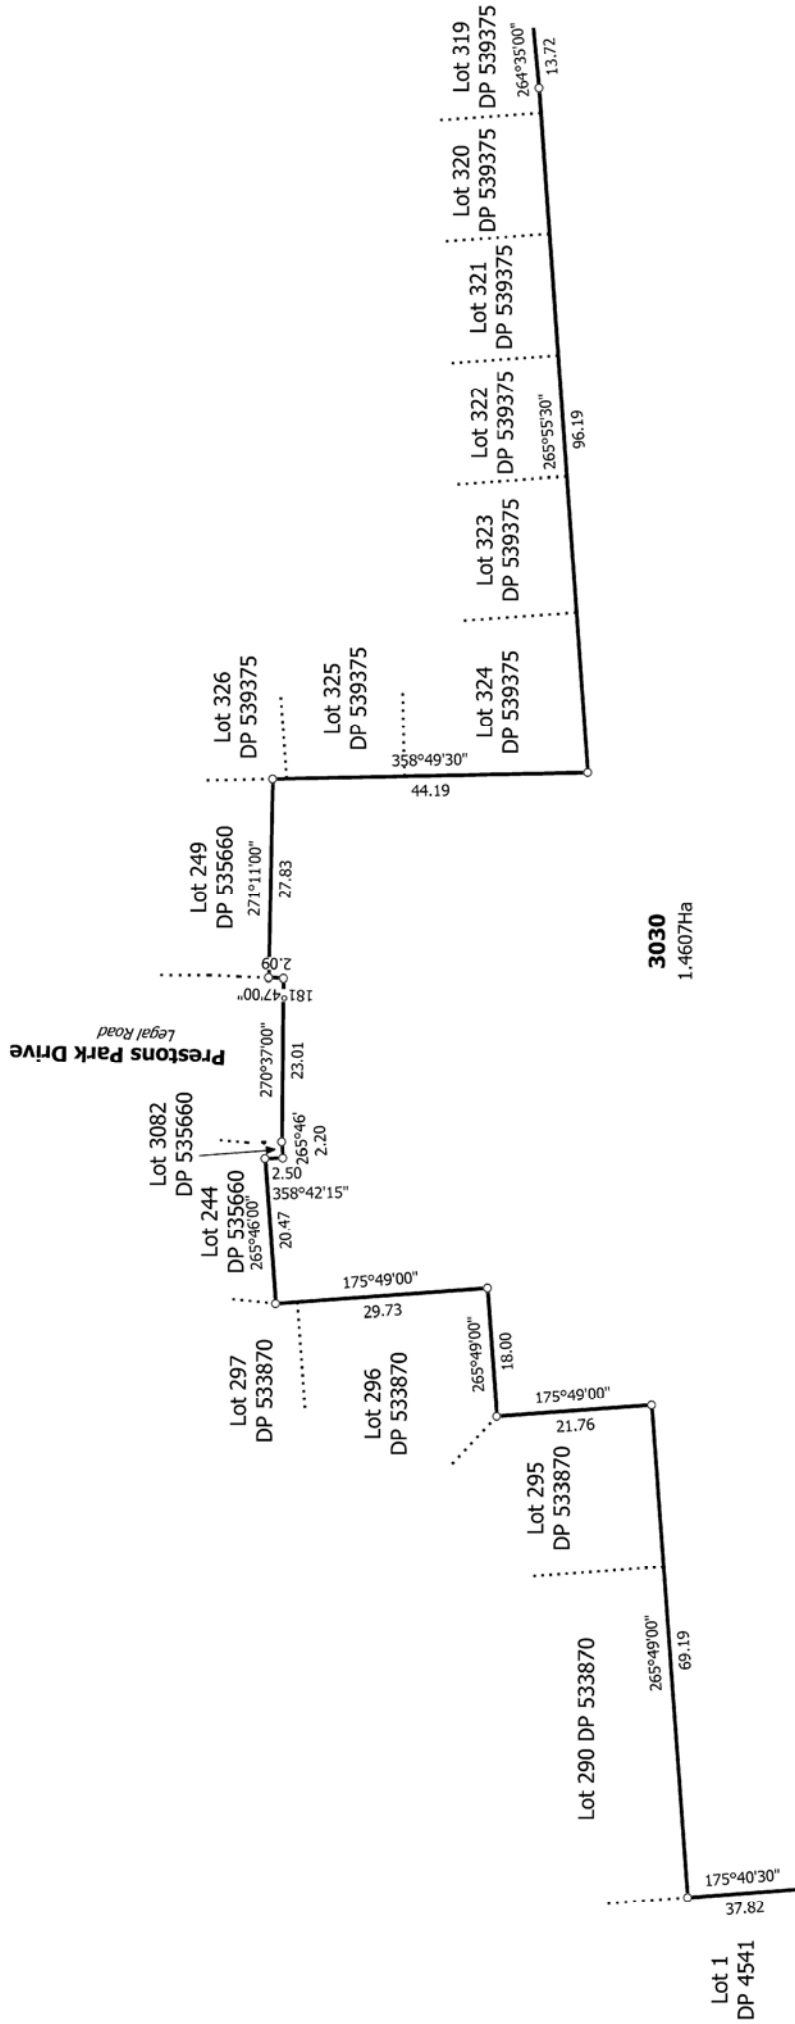 Lot 319
DP 539375
264°35'00"
13.72
Lot 320
DP 539375
Lot 321
DP 539375
Lot 322
DP 539375
265°55'30"
96.19
Lot 323
DP 539375
Lot 324
DP 539375
Lot 325
DP 539375
Lot 326
DP 539375
358°49'30"
44.19
Lot 249
DP 535660
271°11'00"
27.83
2.09
181°47'00"
Prestons Park Drive
Legal Road
270°37'00"
23.01
3030
1.4607Ha
Lot 3082
DP 535660
265°46'
2.20
2.50
358°42'15"
Lot 244
DP 535660
265°46'00"
20.47
175°49'00"
29.73
Lot 297
DP 533870
Lot 296
DP 533870
265°49'00"
18.00
175°49'00"
21.76
Lot 295
DP 533870
Lot 290 DP 533870
265°49'00"
69.19
175°40'30"
37.82
Lot 1
DP 4541